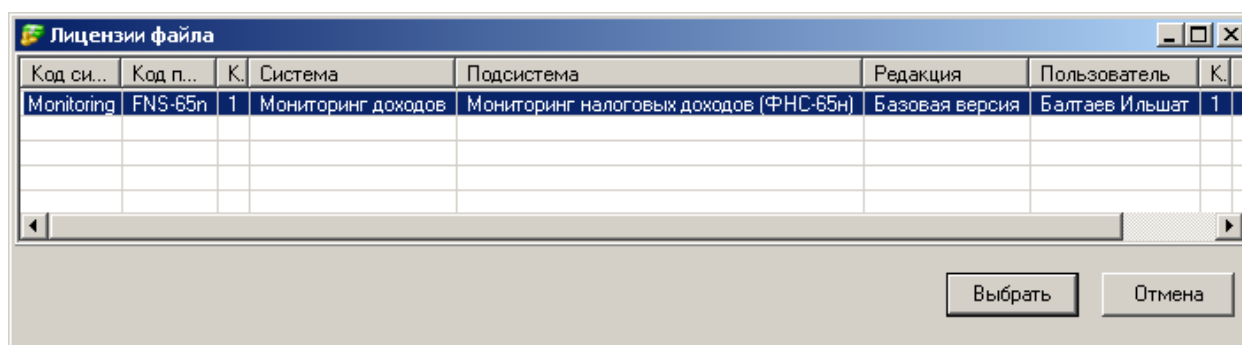 Лицензии файла
Код си... Код п... К. Система Подсистема Редакция Пользователь К.
Monitoring FNS-65n 1 Мониторинг доходов Мониторинг налоговых доходов (ФНС-65н) Базовая версия Балтаев Ильшат 1
Выбрать Отмена